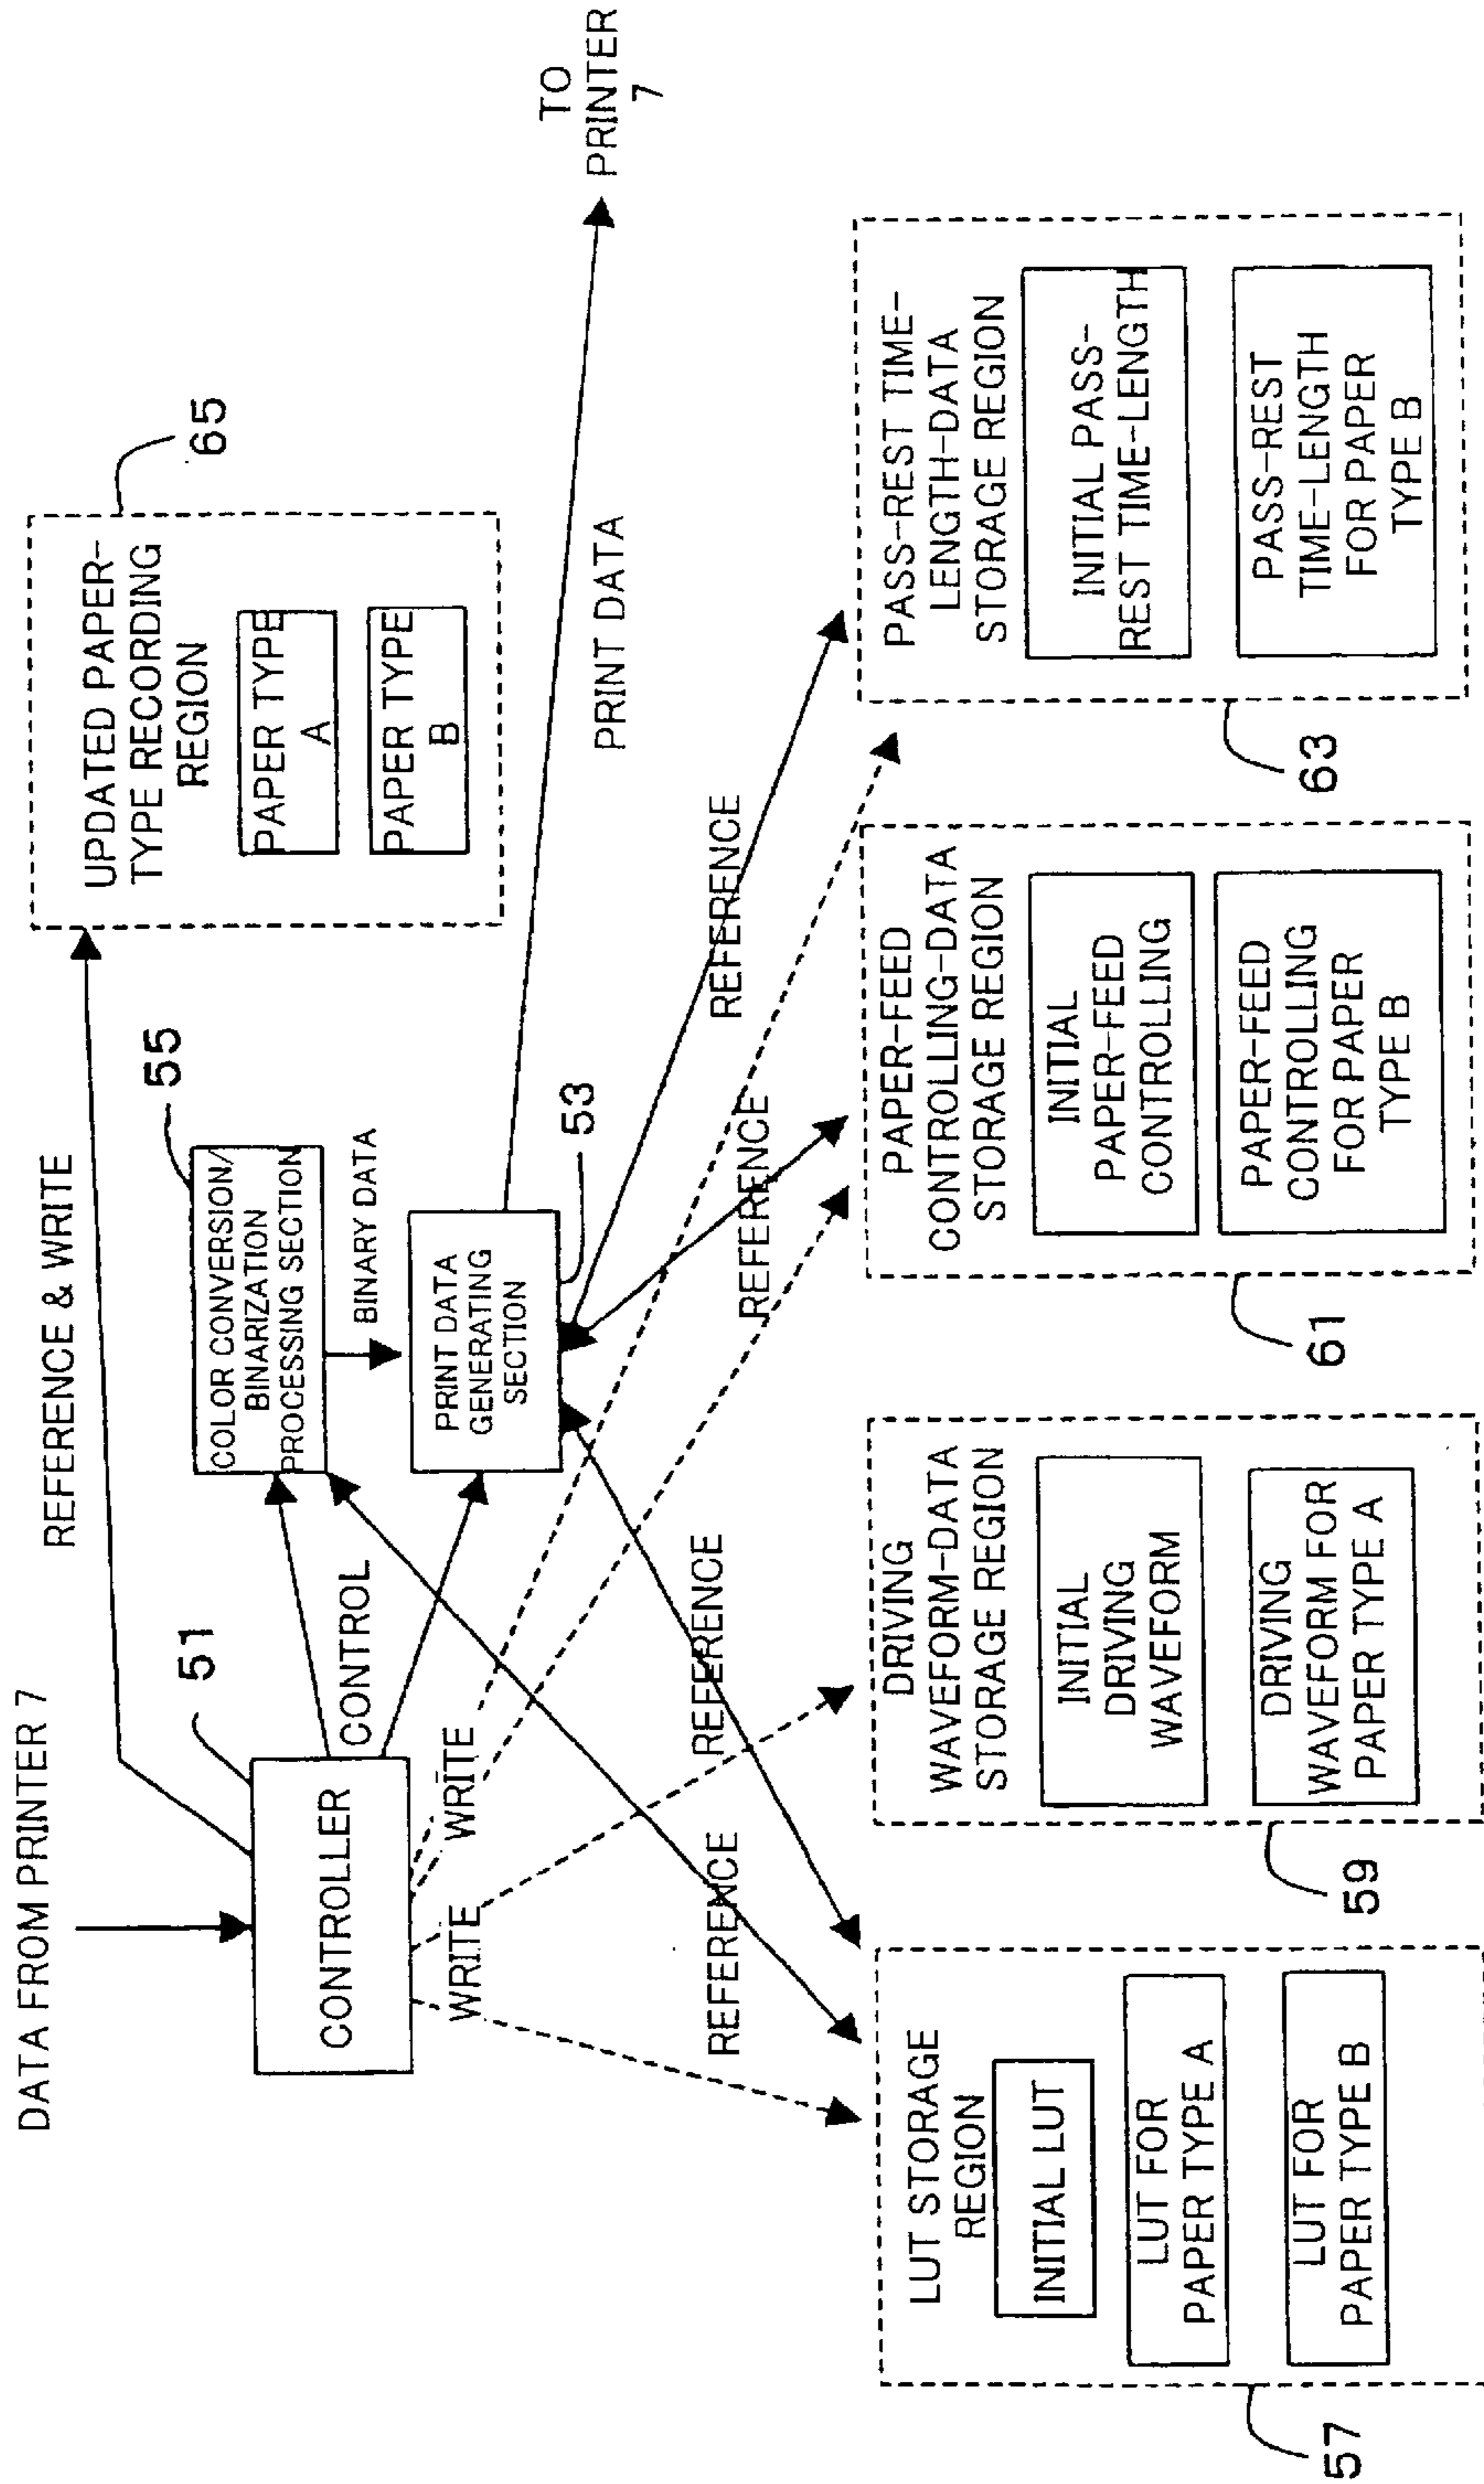 DATA FROM PRINTER 7
REFERENCE & WRITE
UPDATED PAPER-
TYPE RECORDING
REGION
PAPER TYPE
A
PAPER TYPE
B
65
51
CONTROLLER
CONTROL
55
COLOR CONVERSION/
BINARIZATION
PROCESSING SECTION
BINARY DATA
PRINT DATA
GENERATING
SECTION
53
PRINT DATA
TO
PRINTER
7
WRITE
WRITE
REFERENCE
REFERENCE
REFERENCE
REFERENCE
LUT STORAGE
REGION
INITIAL LUT
LUT FOR
PAPER TYPE A
LUT FOR
PAPER TYPE B
57
DRIVING
WAVEFORM-DATA
STORAGE REGION
INITIAL
DRIVING
WAVEFORM
DRIVING
WAVEFORM FOR
PAPER TYPE A
59
PAPER-FEED
CONTROLLING-DATA
STORAGE REGION
INITIAL
PAPER-FEED
CONTROLLING
PAPER-FEED
CONTROLLING
FOR PAPER
TYPE B
61
PASS-REST TIME-
LENGTH-DATA
STORAGE REGION
INITIAL PASS-
REST TIME-LENGTH
PASS-REST
TIME-LENGTH
FOR PAPER
TYPE B
63